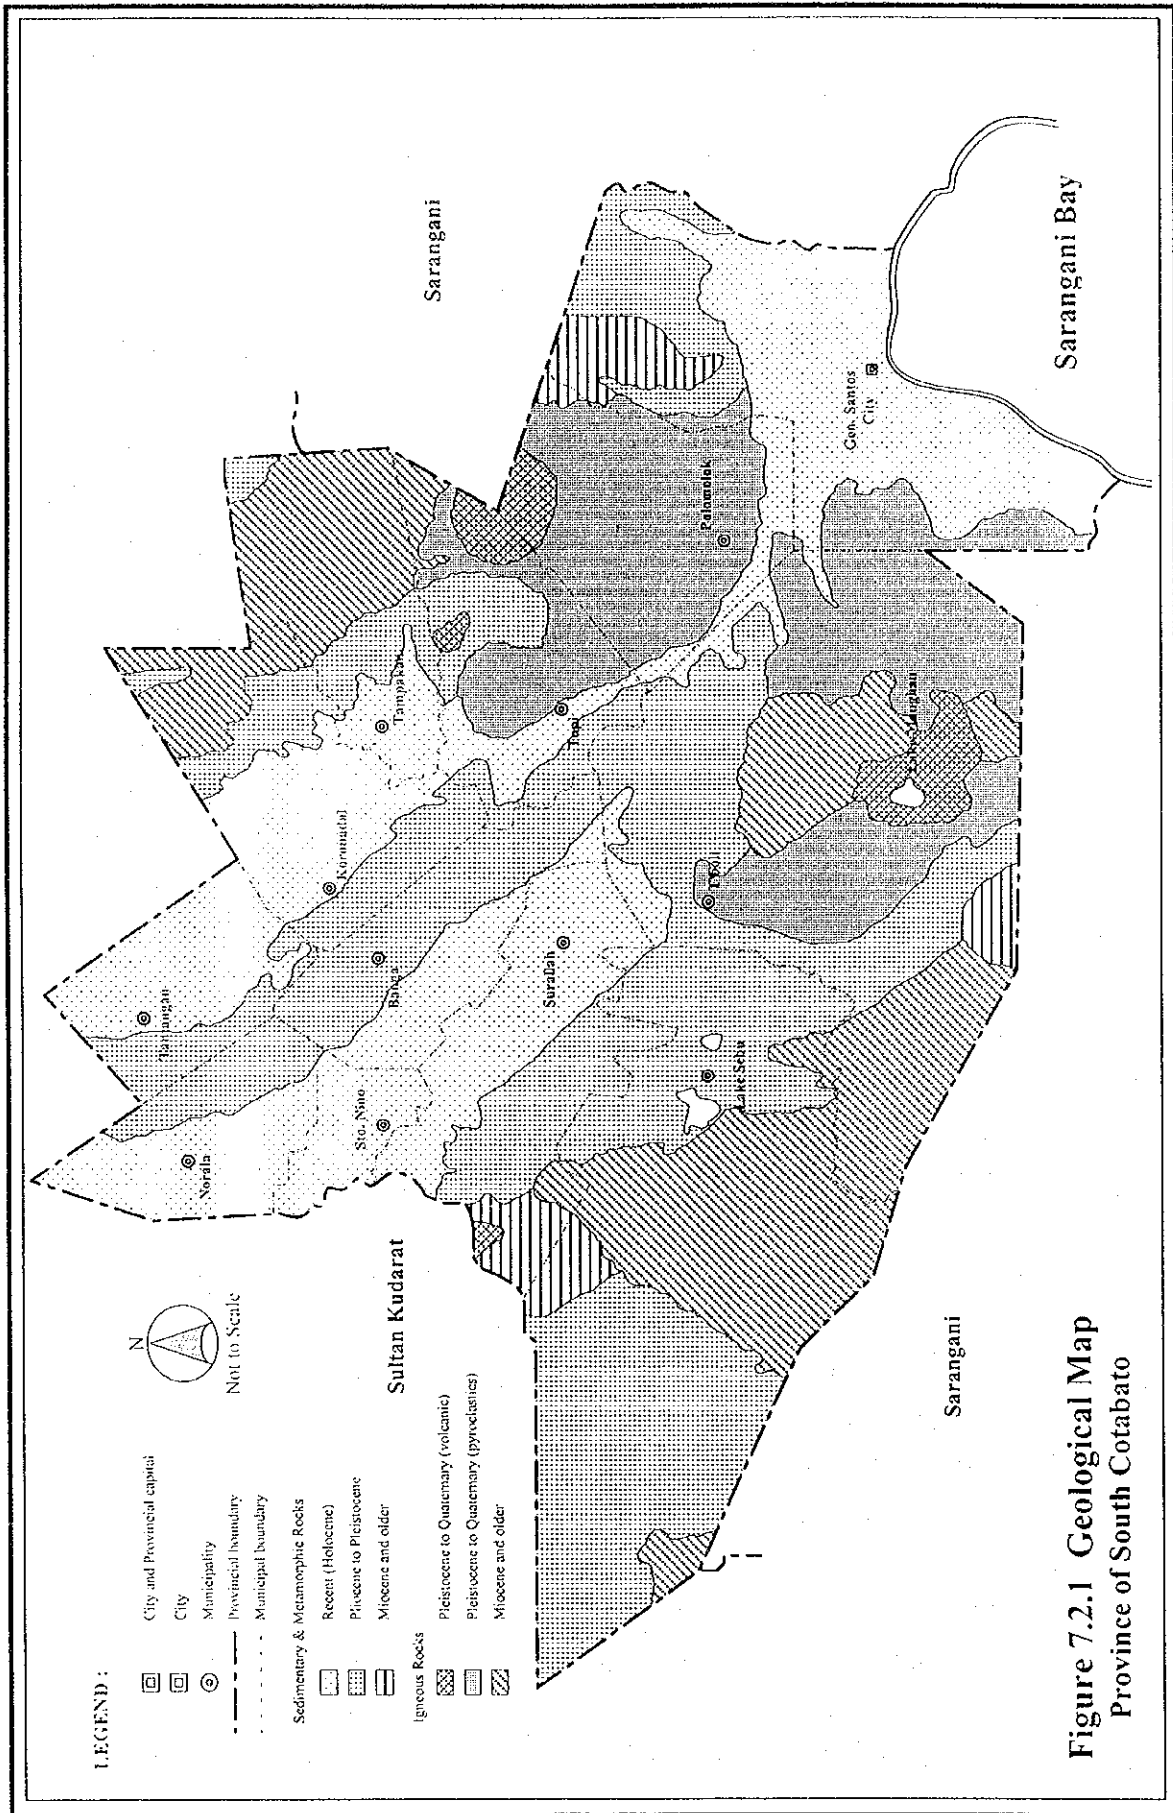 LEGEND :
City and Provincial capital
City
Municipality
Provincial boundary
Municipal boundary
Sedimentary & Metamorphic Rocks
Recent (Holocene)
Pliocene to Pleistocene
Miocene and older
Igneous Rocks
Pleistocene to Quaternary (volcanic)
Pleistocene to Quaternary (pyroclastics)
Miocene and older
N
Not to Scale
Sultan Kudarat
Sarangani
Sarangani
Sarangani Bay
Norala
Tantangan
Sto. Nino
Banga
Koronadal
Tampakan
Surallah
Tupi
Lake Sebu
T'Boli
Polomolok
Gen. Santos
City
Figure 7.2.1 Geological Map
Province of South Cotabato